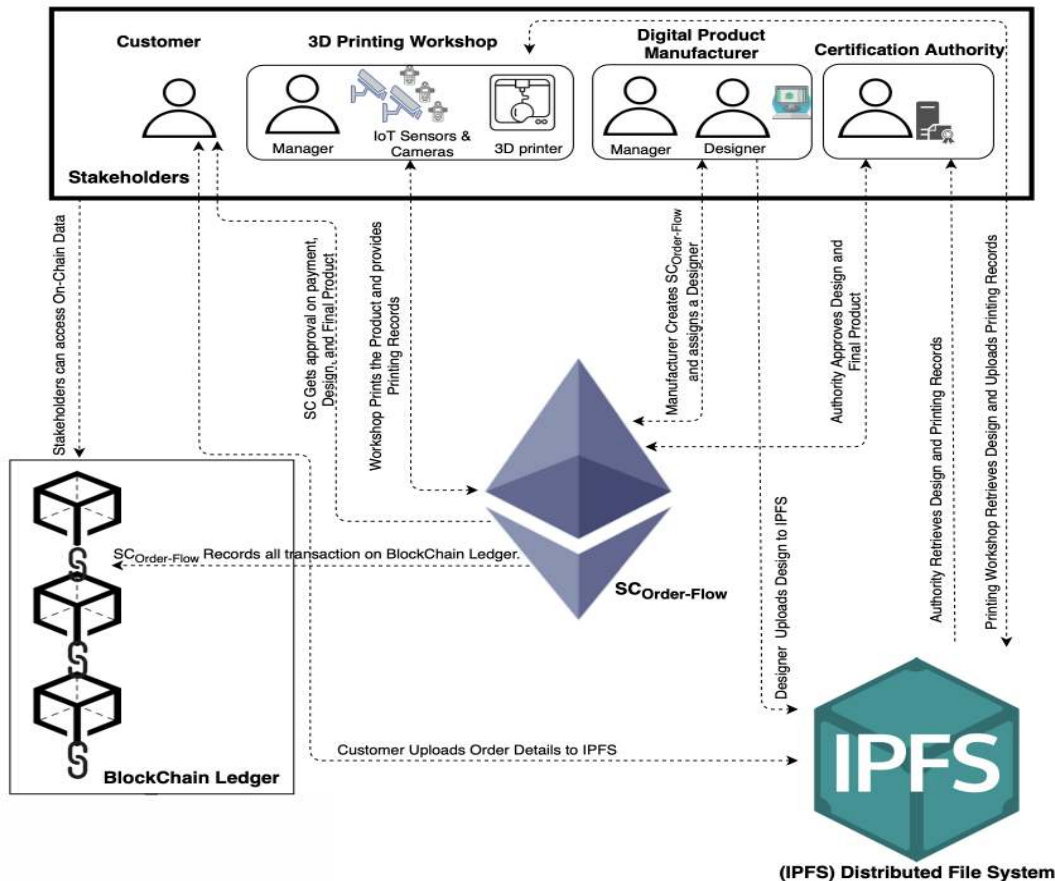 Customer
3D Printing Workshop
Digital Product
Manufacturer
Certification Authority
Manager
IoT Sensors &
Cameras
3D printer
Manager
Designer
Stakeholders
Stakeholders can access On-Chain Data
SC Gets approval on payment,
Design, and Final Product
Workshop Prints the Product and provides
Printing Records
Manufacturer Creates SCOrder-Flow
and assigns a Designer
Authority Approves Design and
Final Product
Authority Retrieves Design and Printing Records
Printing Workshop Retrieves Design and Uploads Printing Records
SCOrder-Flow Records all transaction on BlockChain Ledger.
SCOrder-Flow
Designer Uploads Design to IPFS
Customer Uploads Order Details to IPFS
BlockChain Ledger
IPFS
(IPFS) Distributed File System